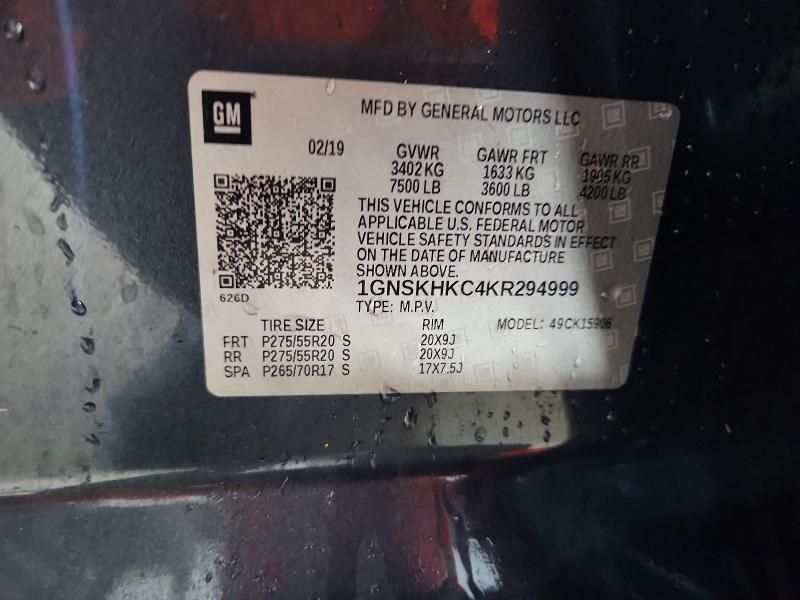 GM
MFD BY GENERAL MOTORS LLC
02/19 GVWR GAWR FRT GAWR RR
3402 KG 1633 KG 1905 KG
7500 LB 3600 LB 4200 LB
THIS VEHICLE CONFORMS TO ALL
APPLICABLE U.S. FEDERAL MOTOR
VEHICLE SAFETY STANDARDS IN EFFECT
ON THE DATE OF MANUFACTURE
SHOWN ABOVE.
1GNSKHKC4KR294999
626D
TYPE: M.P.V.
TIRE SIZE RIM MODEL: 49CK15906
FRT P275/55R20 S 20X9J
RR P275/55R20 S 20X9J
SPA P265/70R17 S 17X7.5J